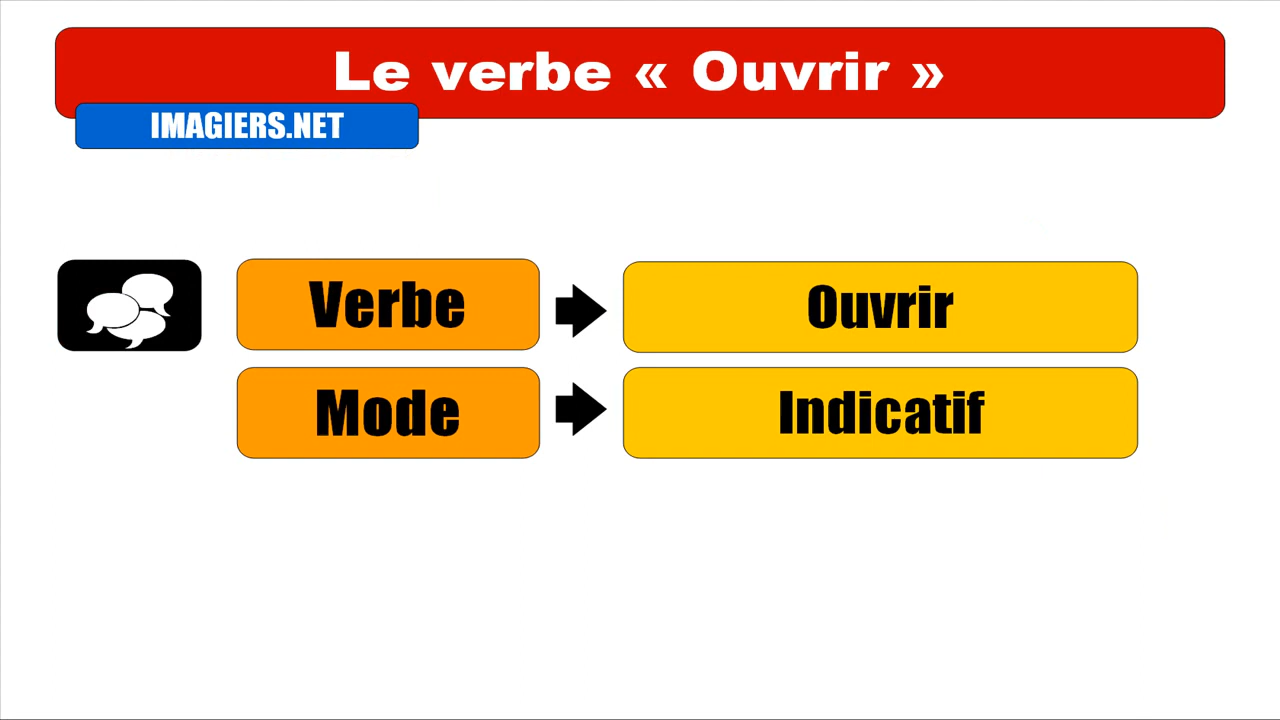 Le verbe « Ouvrir »
IMAGIERS.NET
Verbe Ouvrir
Mode Indicatif